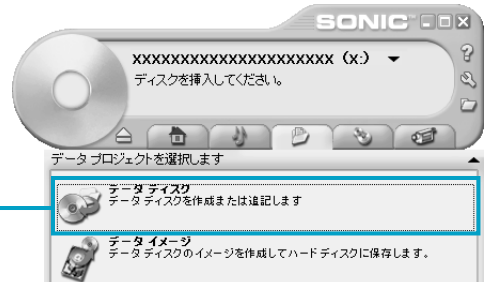 SONIC
XXXXXXXXXXXXXXXXXXXXX (X:)
ディスクを挿入してください。
データ プロジェクトを選択します
データ ディスク
データ ディスクを作成または追記します
データ イメージ
データ ディスクのイメージを作成してハード ディスクに保存します。